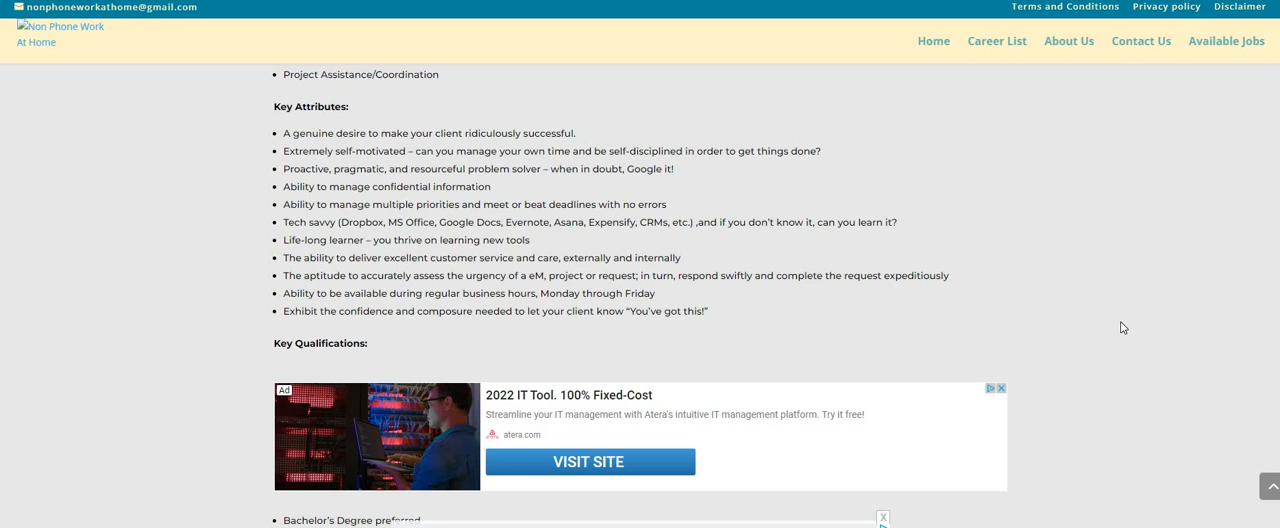 nonphoneworkathome@gmail.com
Terms and Conditions Privacy policy Disclaimer
Non Phone Work
At Home
Home Career List About Us Contact Us Available Jobs
• Project Assistance/Coordination
Key Attributes:
• A genuine desire to make your client ridiculously successful.
• Extremely self-motivated – can you manage your own time and be self-disciplined in order to get things done?
• Proactive, pragmatic, and resourceful problem solver – when in doubt, Google it!
• Ability to manage confidential information
• Ability to manage multiple priorities and meet or beat deadlines with no errors
• Tech savvy (Dropbox, MS Office, Google Docs, Evernote, Asana, Expensify, CRMs, etc.) ,and if you don’t know it, can you learn it?
• Life-long learner – you thrive on learning new tools
• The ability to deliver excellent customer service and care, externally and internally
• The aptitude to accurately assess the urgency of a eM, project or request; in turn, respond swiftly and complete the request expeditiously
• Ability to be available during regular business hours, Monday through Friday
• Exhibit the confidence and composure needed to let your client know “You’ve got this!”
Key Qualifications:
Ad
2022 IT Tool. 100% Fixed-Cost
Streamline your IT management with Atera's intuitive IT management platform. Try it free!
atera.com
VISIT SITE
• Bachelor’s Degree preferred
X